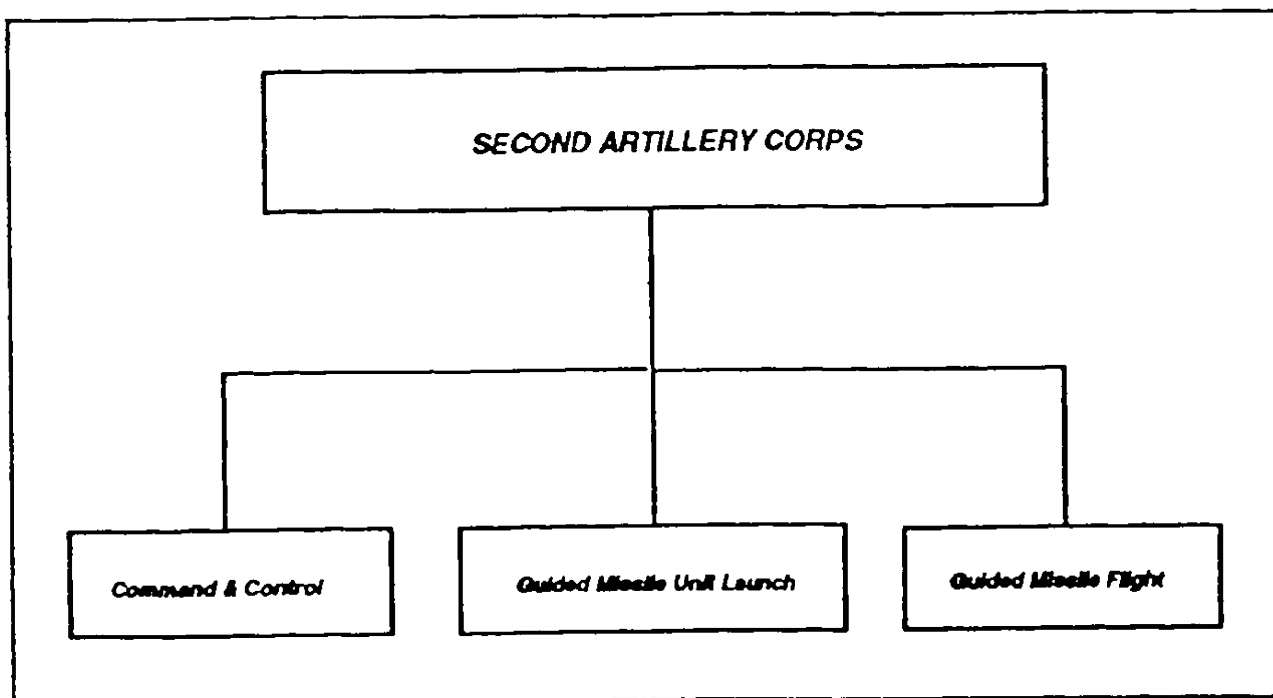 SECOND ARTILLERY CORPS
Command & Control
Guided Missile Unit Launch
Guided Missile Flight